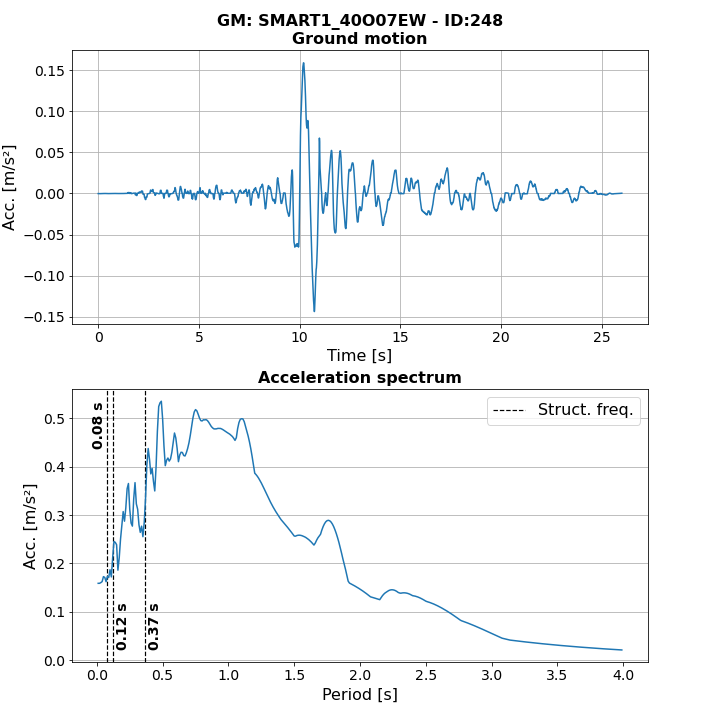 GM: SMART1_40O07EW - ID:248
Ground motion
Acc. [m/s²]
0.15
0.10
0.05
0.00
−0.05
−0.10
−0.15
0 5 10 15 20 25
Time [s]
Acceleration spectrum
Acc. [m/s²]
0.5
0.4
0.3
0.2
0.1
0.0
0.08 s
0.12 s
0.37 s
Struct. freq.
0.0 0.5 1.0 1.5 2.0 2.5 3.0 3.5 4.0
Period [s]